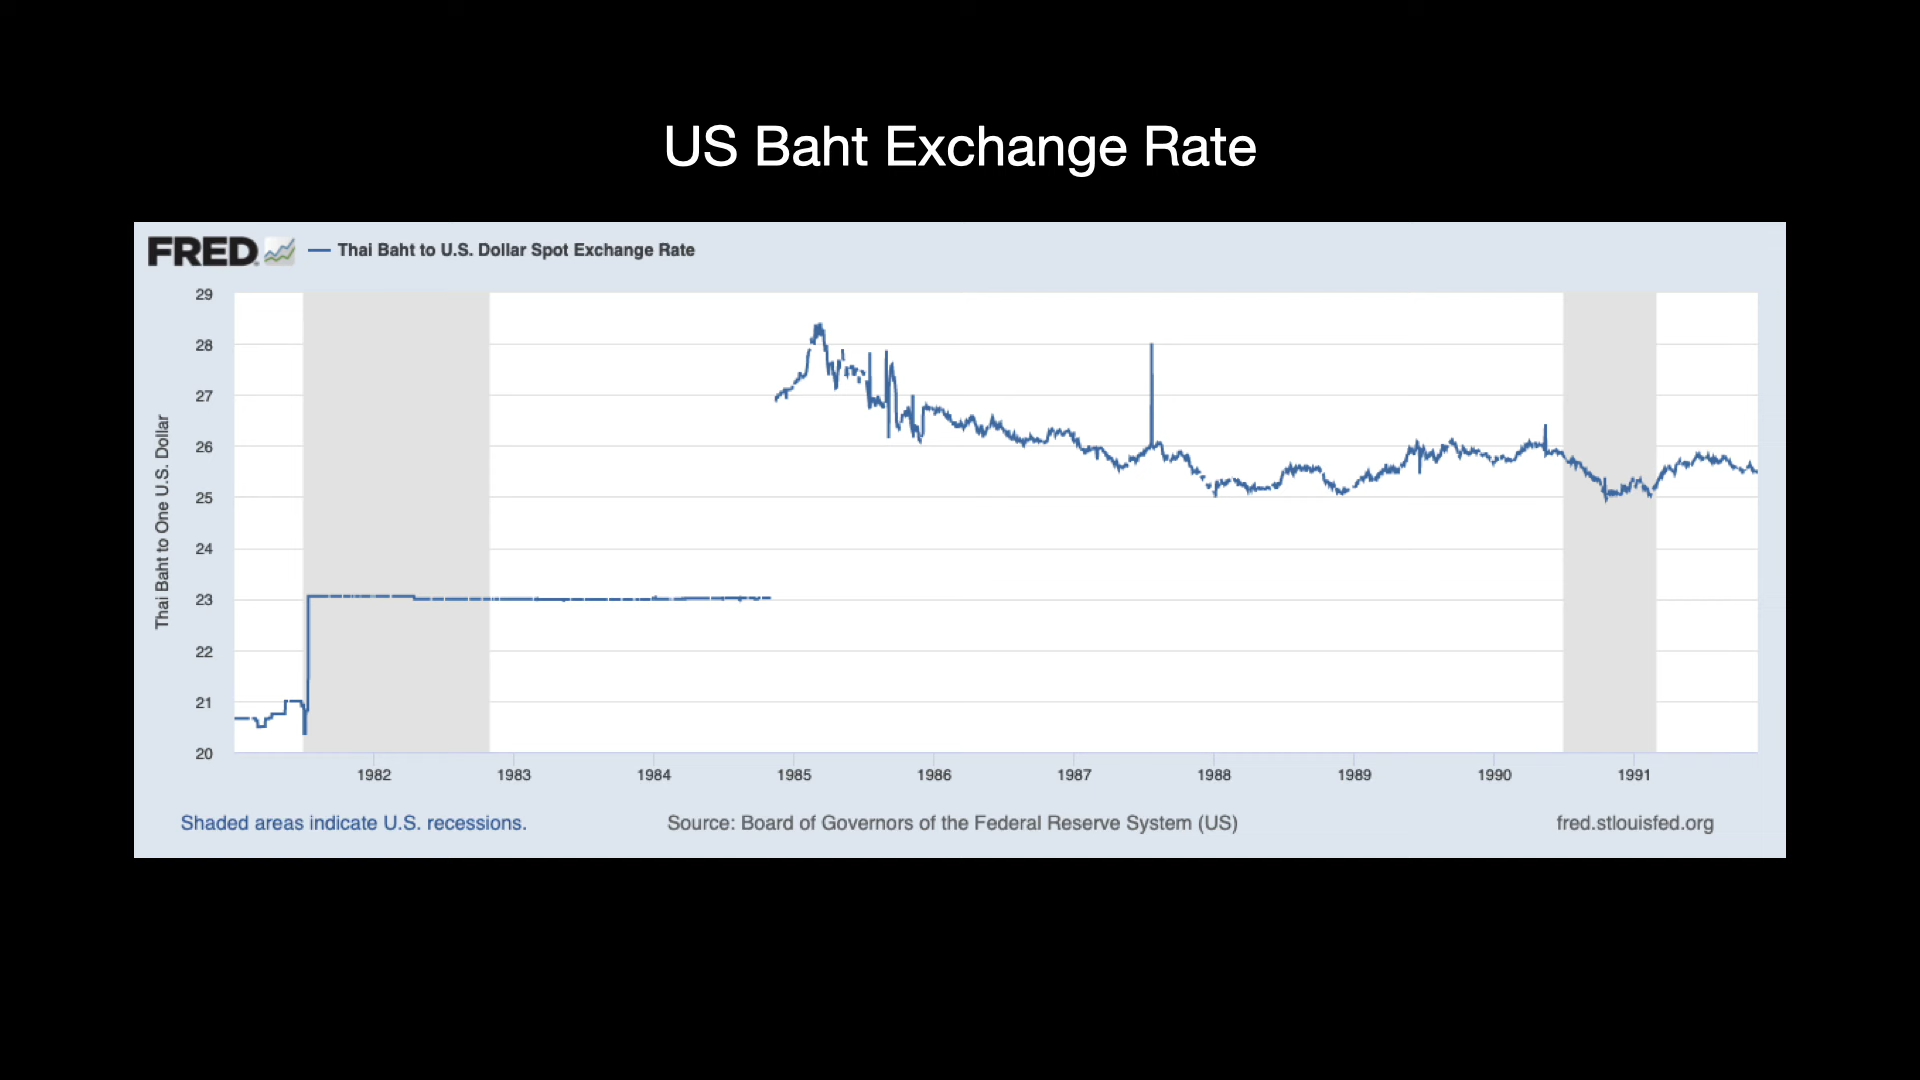 US Baht Exchange Rate
FRED
Thai Baht to U.S. Dollar Spot Exchange Rate
Thai Baht to One U.S. Dollar
29
28
27
26
25
24
23
22
21
20
1982 1983 1984 1985 1986 1987 1988 1989 1990 1991
Shaded areas indicate U.S. recessions.
Source: Board of Governors of the Federal Reserve System (US)
fred.stlouisfed.org